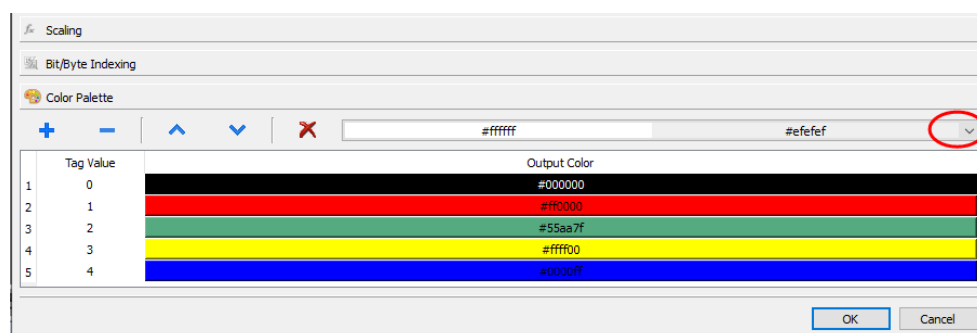 Scaling
Bit/Byte Indexing
Color Palette
#ffffff #efefef
Tag Value Output Color
1 0 #000000
2 1 #ff0000
3 2 #55aa7f
4 3 #ffff00
5 4 #0000ff
OK Cancel